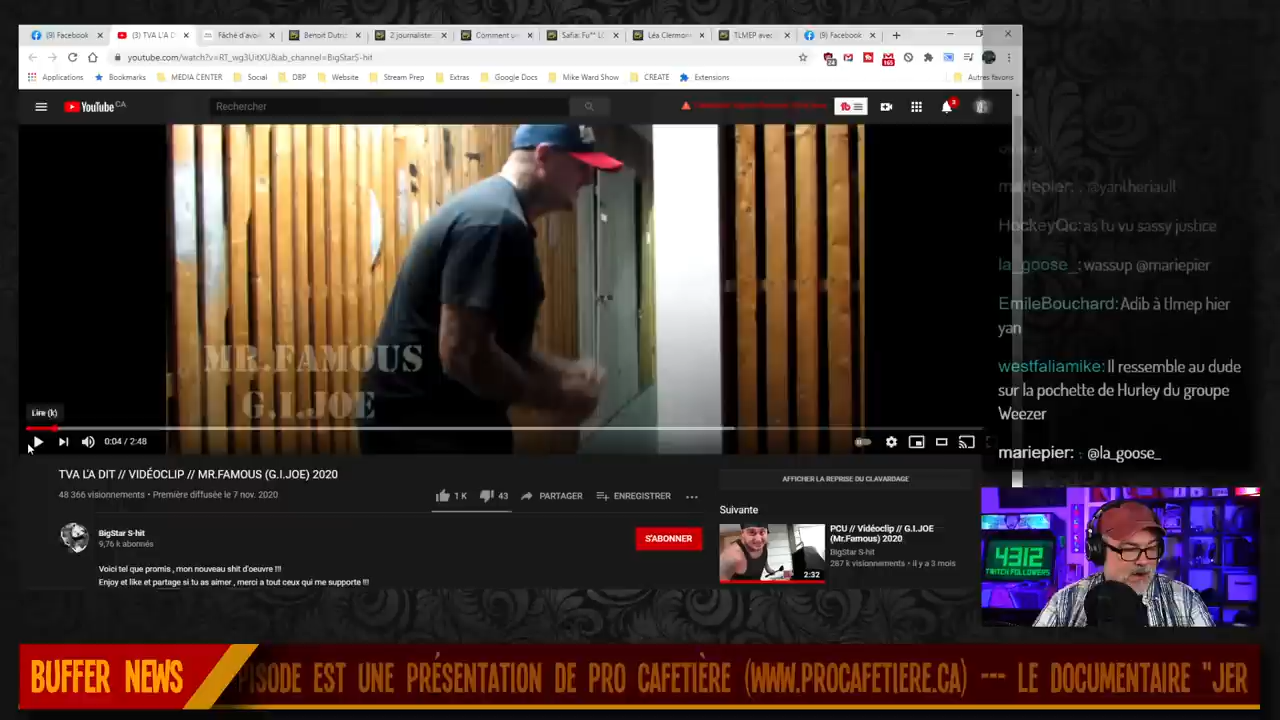 (9) Facebook
(3) TVA L'A D
Fâché d'avoi
Benoit Dutriz
2 journaliste
Comment u
Safia: Fu** LC
Léa Clermon
TLMEP avec
(9) Facebook
youtube.com/watch?v=RT_wg3UitXU&ab_channel=BigStarS-hit
Applications
Bookmarks
MEDIA CENTER
Social
DBP
Website
Stream Prep
Extras
Google Docs
Mike Ward Show
CREATE
Extensions
Autres favoris
YouTube CA
Rechercher
3
MR.FAMOUS
G.I.JOE
Lire (k)
0:04 / 2:48
TVA L'A DIT // VIDÉOCLIP // MR.FAMOUS (G.I.JOE) 2020
48 366 visionnements • Première diffusée le 7 nov. 2020
1 K
43
PARTAGER
ENREGISTRER
BigStar S-hit
9,76 k abonnés
S'ABONNER
Voici tel que promis , mon nouveau shit d'oeuvre !!!
Enjoy et like et partage si tu as aimer , merci a tout ceux qui me supporte !!!
AFFICHER LA REPRISE DU CLAVARDAGE
Suivante
PCU // Vidéoclip // G.I.JOE
(Mr.Famous) 2020
BigStar S-hit
287 k visionnements • il y a 3 mois
2:32
mariepier: . @yantheriault
HockeyQc: as tu vu sassy justice
la_goose_: wassup @mariepier
EmileBouchard: Adib à tlmep hier
yan
westfaliamike: Il ressemble au dude
sur la pochette de Hurley du groupe
Weezer
mariepier: . @la_goose_
4312
TWITCH FOLLOWERS
BUFFER NEWS
PISODE EST UNE PRÉSENTATION DE PRO CAFETIÈRE (WWW.PROCAFETIERE.CA) --- LE DOCUMENTAIRE "JER